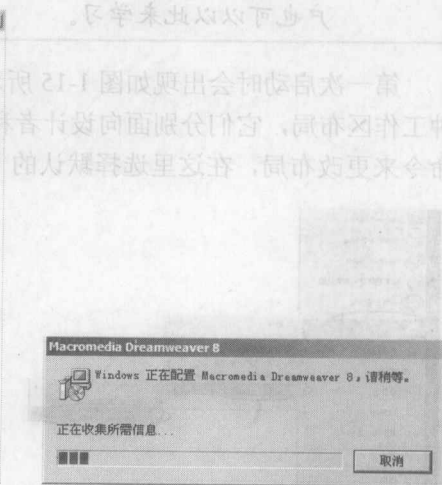 户也可以以此来学习。
第一次启动时会出现如图 1-15 所
种工作区布局，它们分别面向设计者和
命令来更改布局，在这里选择默认的
Macromedia Dreamweaver 8
Windows 正在配置 Macromedia Dreamweaver 8，请稍等。
正在收集所需信息...
取消